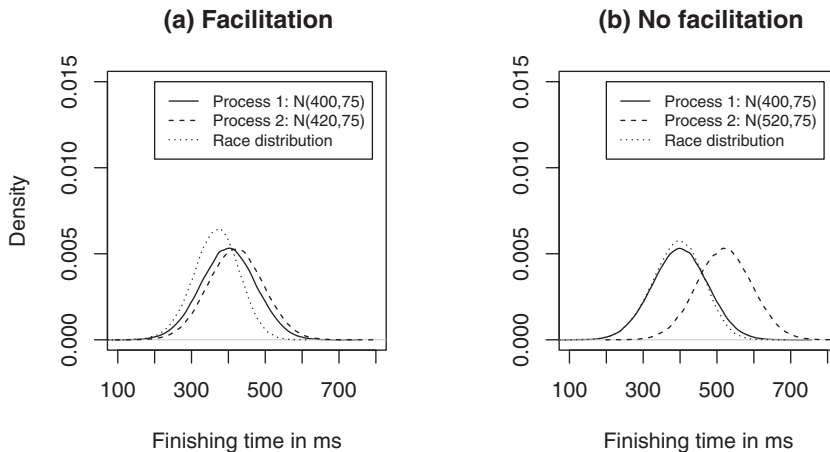 (a) Facilitation
Process 1: N(400,75)
Process 2: N(420,75)
Race distribution
Density
0.015
0.010
0.005
0.000
100 300 500 700
Finishing time in ms
(b) No facilitation
Process 1: N(400,75)
Process 2: N(520,75)
Race distribution
0.015
0.010
0.005
0.000
100 300 500 700
Finishing time in ms